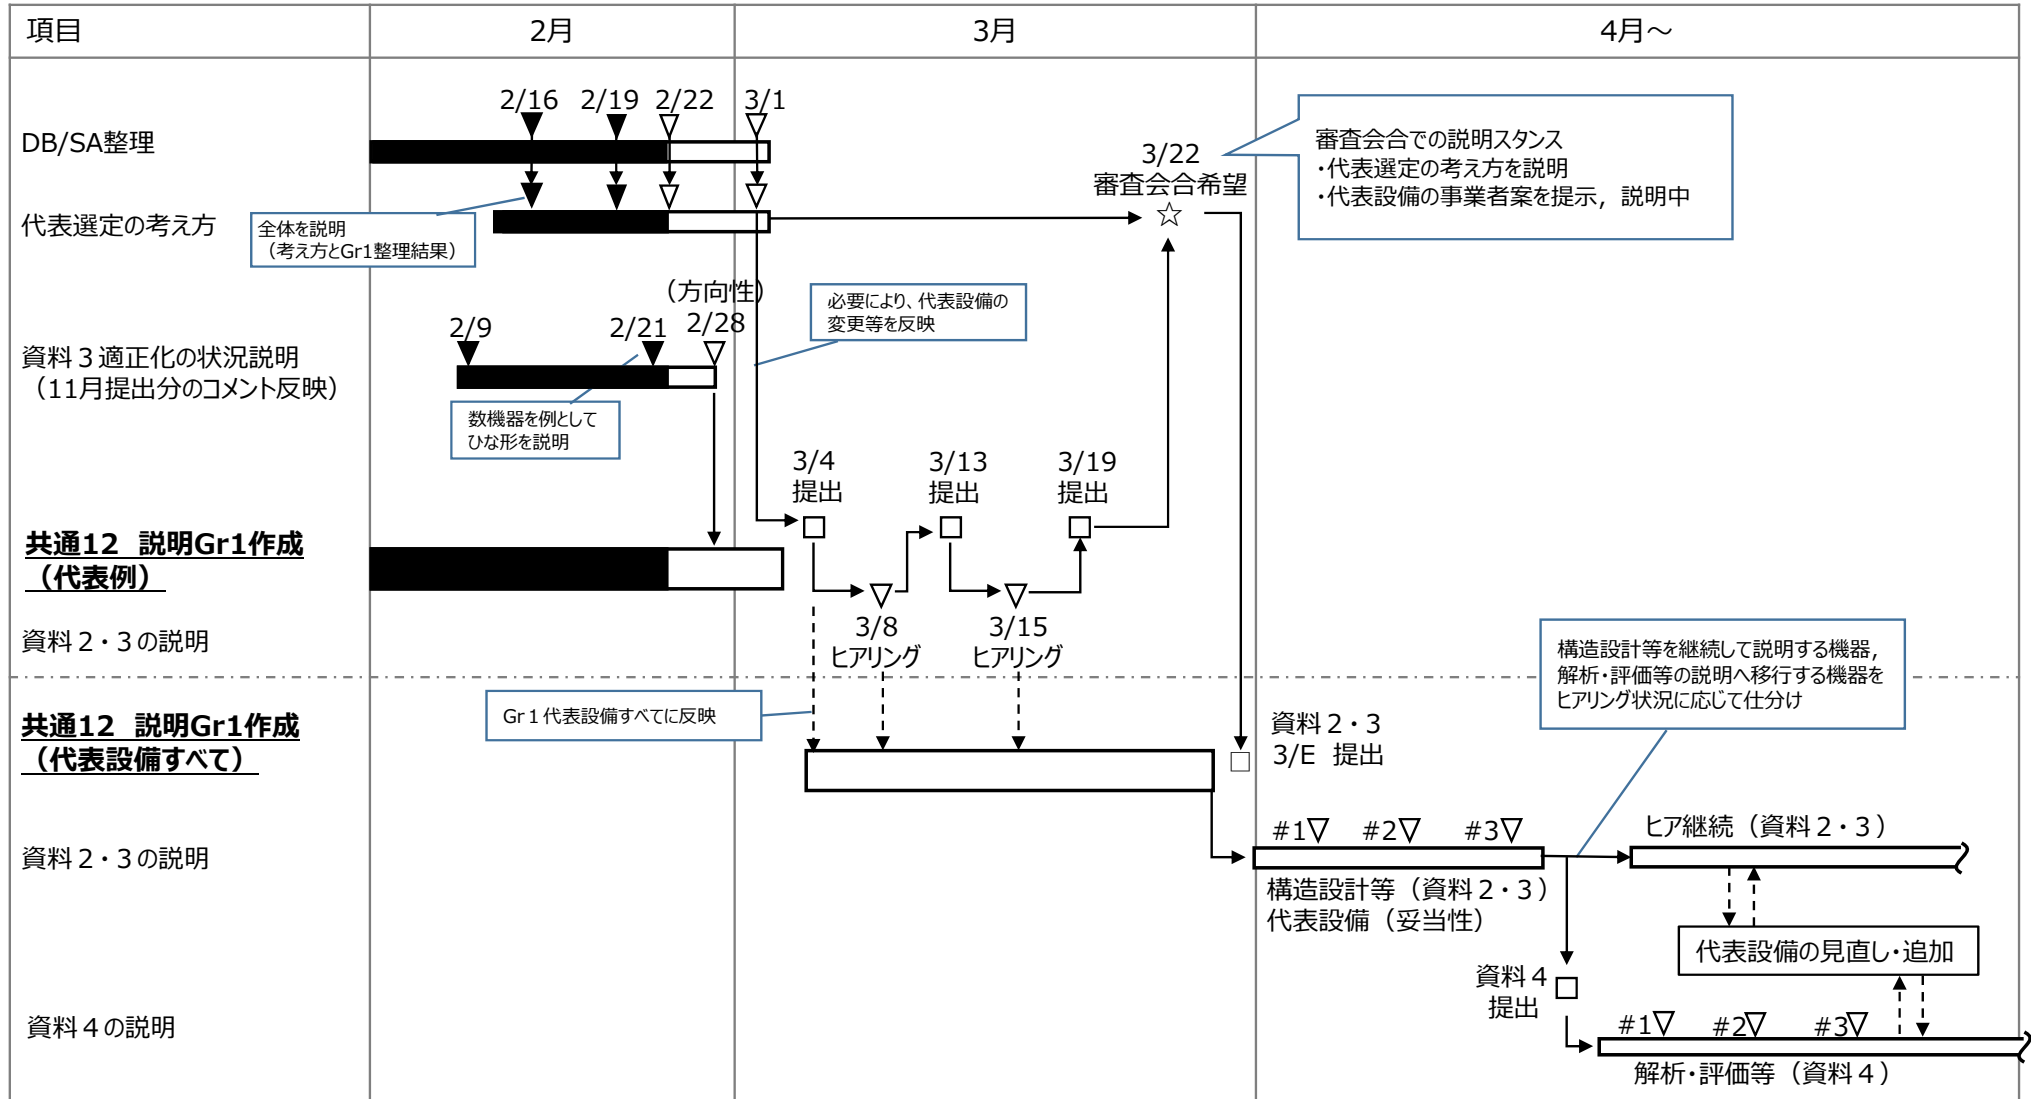 項目
2月
3月
4月～
DB/SA整理
2/16
2/19
2/22
3/1
代表選定の考え方
全体を説明
（考え方とGr1整理結果）
3/22
審査会合希望
☆
審査会合での説明スタンス
・代表選定の考え方を説明
・代表設備の事業者案を提示，説明中
資料３適正化の状況説明
（11月提出分のコメント反映）
2/9
2/21
（方向性）
2/28
数機器を例として
ひな形を説明
必要により、代表設備の
変更等を反映
共通12　説明Gr1作成
（代表例）
3/4
提出
3/13
提出
3/19
提出
資料２・３の説明
3/8
ヒアリング
3/15
ヒアリング
共通12　説明Gr1作成
（代表設備すべて）
Gr１代表設備すべてに反映
資料２・３
3/E 提出
構造設計等を継続して説明する機器，
解析・評価等の説明へ移行する機器を
ヒアリング状況に応じて仕分け
資料２・３の説明
#1▽
#2▽
#3▽
構造設計等（資料２・３）
代表設備（妥当性）
ヒア継続（資料２・３）
代表設備の見直し・追加
資料４
提出
資料４の説明
#1▽
#2▽
#3▽
解析・評価等（資料４）